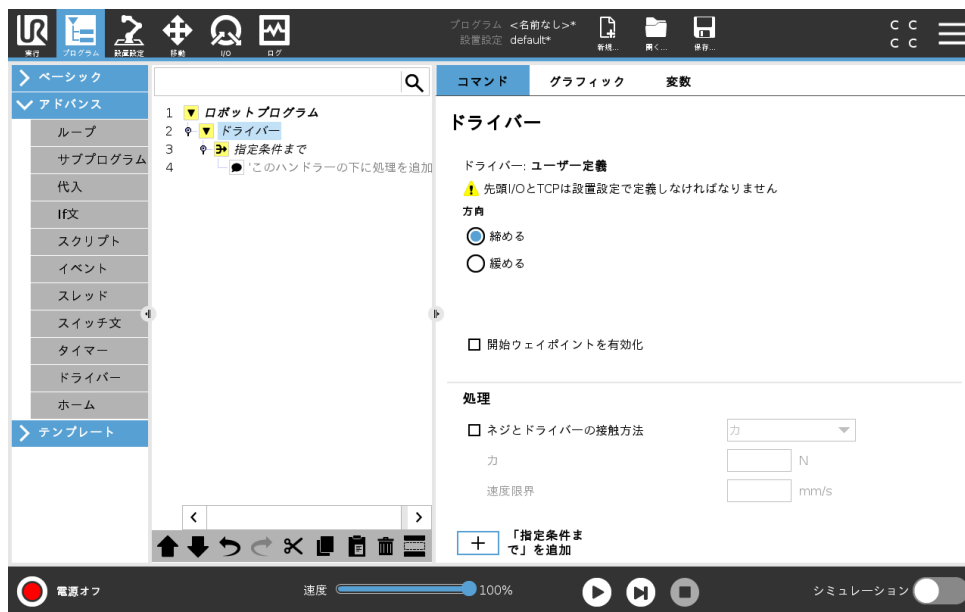 UR
実行
プログラム
設置設定
移動
I/O
ログ
プログラム <名前なし>*
設置設定 default*
新規...
開く...
保存...
C C
C C
ベーシック
アドバンス
ループ
サブプログラム
代入
If文
スクリプト
イベント
スレッド
スイッチ文
タイマー
ドライバー
ホーム
テンプレート
1 ロボットプログラム
2 ドライバー
3 指定条件まで
4 'このハンドラーの下に処理を追加
コマンド グラフィック 変数
ドライバー
ドライバー: ユーザー定義
先頭I/OとTCPは設置設定で定義しなければなりません
方向
締める
緩める
開始ウェイポイントを有効化
処理
ネジとドライバーの接触方法 力
力 N
速度限界 mm/s
「指定条件ま
で」を追加
電源オフ
速度 100%
シミュレーション